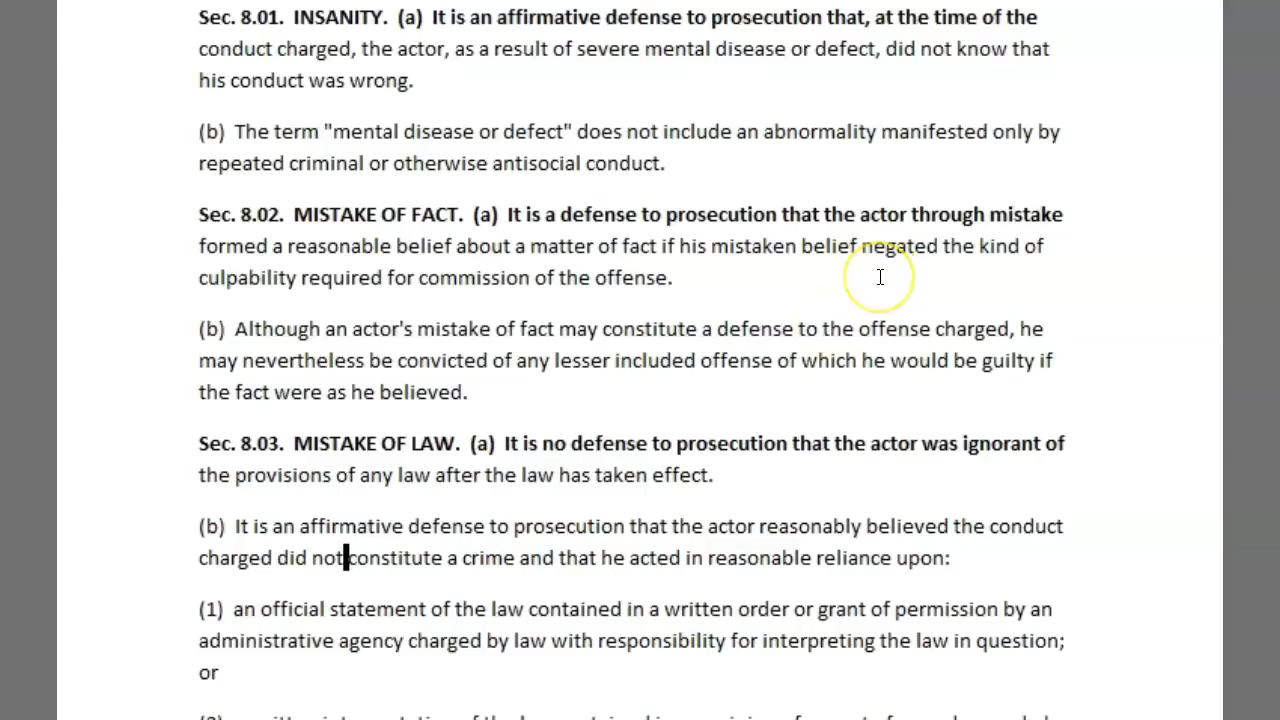 Sec. 8.01. INSANITY. (a) It is an affirmative defense to prosecution that, at the time of the
conduct charged, the actor, as a result of severe mental disease or defect, did not know that
his conduct was wrong.
(b) The term "mental disease or defect" does not include an abnormality manifested only by
repeated criminal or otherwise antisocial conduct.
Sec. 8.02. MISTAKE OF FACT. (a) It is a defense to prosecution that the actor through mistake
formed a reasonable belief about a matter of fact if his mistaken belief negated the kind of
culpability required for commission of the offense.
(b) Although an actor's mistake of fact may constitute a defense to the offense charged, he
may nevertheless be convicted of any lesser included offense of which he would be guilty if
the fact were as he believed.
Sec. 8.03. MISTAKE OF LAW. (a) It is no defense to prosecution that the actor was ignorant of
the provisions of any law after the law has taken effect.
(b) It is an affirmative defense to prosecution that the actor reasonably believed the conduct
charged did not constitute a crime and that he acted in reasonable reliance upon:
(1) an official statement of the law contained in a written order or grant of permission by an
administrative agency charged by law with responsibility for interpreting the law in question;
or